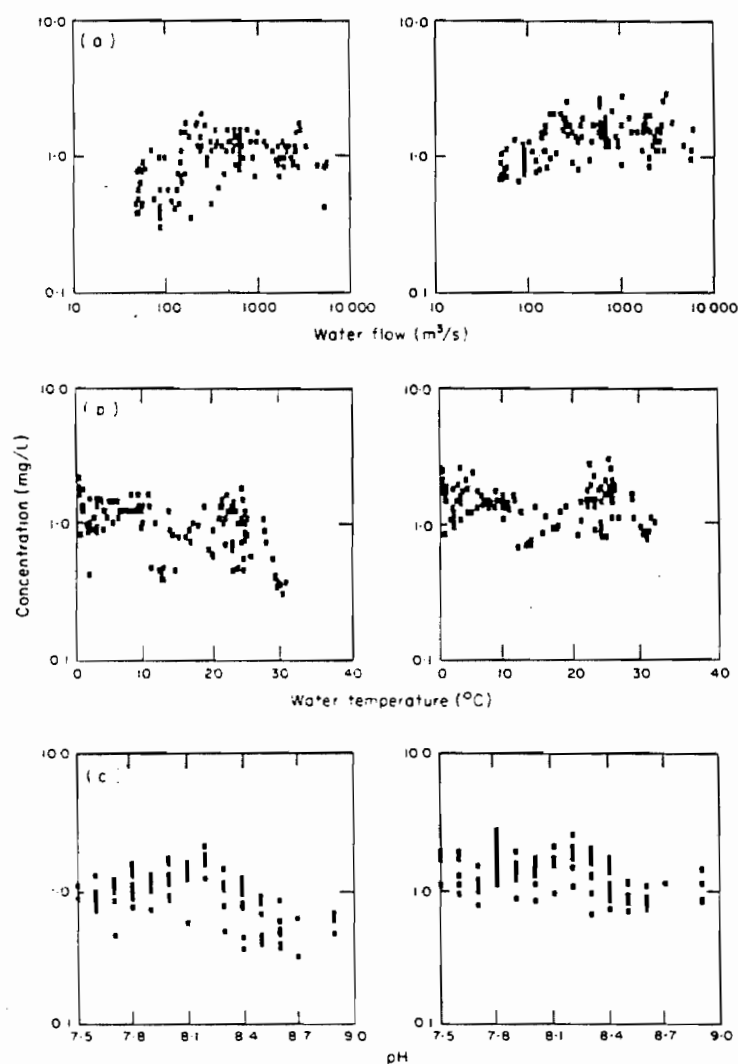 10.0 10.0
(a)
1.0 1.0
0.1 0.1
10 100 1000 10 000 10 100 1000 10 000
Water flow (m³/s)
10.0 10.0
(b)
Concentration (mg/l)
1.0 1.0
0.1 0.1
0 10 20 30 40 0 10 20 30 40
Water temperature (°C)
10.0 10.0
(c)
1.0 1.0
0.1 0.1
7.5 7.8 8.1 8.4 8.7 9.0 7.5 7.8 8.1 8.4 8.7 9.0
pH